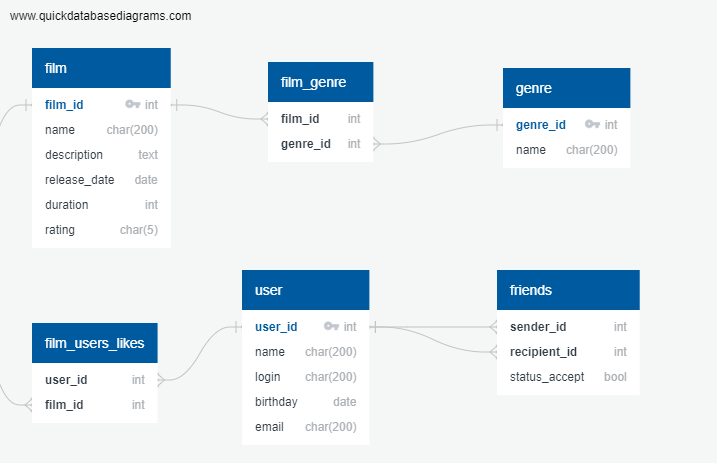 www.quickdatabasediagrams.com
film
film_id int
name char(200)
description text
release_date date
duration int
rating char(5)
film_genre
film_id int
genre_id int
genre
genre_id int
name char(200)
film_users_likes
user_id int
film_id int
user
user_id int
name char(200)
login char(200)
birthday date
email char(200)
friends
sender_id int
recipient_id int
status_accept bool